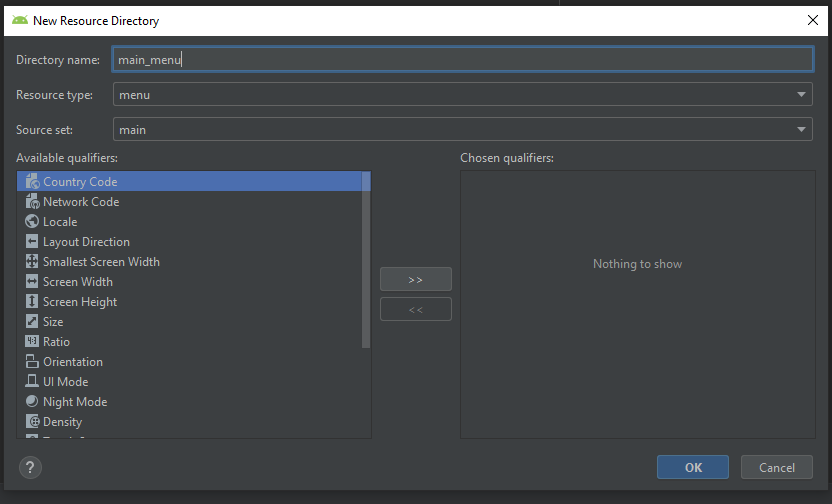 New Resource Directory
Directory name: main_menu
Resource type: menu
Source set: main
Available qualifiers:
Chosen qualifiers:
Country Code
Network Code
Locale
Layout Direction
Smallest Screen Width
Screen Width
Screen Height
Size
Ratio
Orientation
UI Mode
Night Mode
Density
>>
<<
Nothing to show
?
OK
Cancel